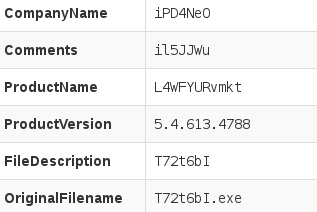 CompanyName iPD4NeO
Comments il5JJWu
ProductName L4WFYURvmkt
ProductVersion 5.4.613.4788
FileDescription T72t6bI
OriginalFilename T72t6bI.exe